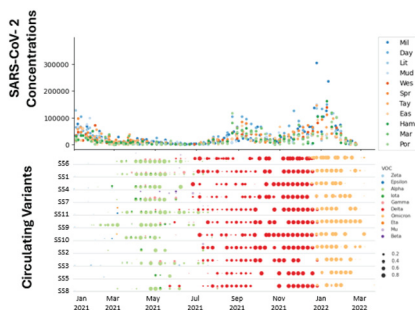 SARS-CoV- 2
Concentrations
300000
200000
100000
0
Mil
Day
Lit
Mud
Wes
Spr
Tay
Eas
Ham
Mar
Por
Circulating Variants
SS6
SS1
SS4
SS7
SS11
SS9
SS10
SS2
SS3
SS5
SS8
Jan
2021
Mar
2021
May
2021
Jul
2021
Sep
2021
Nov
2021
Jan
2022
Mar
2022
VOC
Zeta
Epsilon
Alpha
Iota
Gamma
Delta
Omicron
Eta
Mu
Beta
0.2
0.4
0.6
0.8